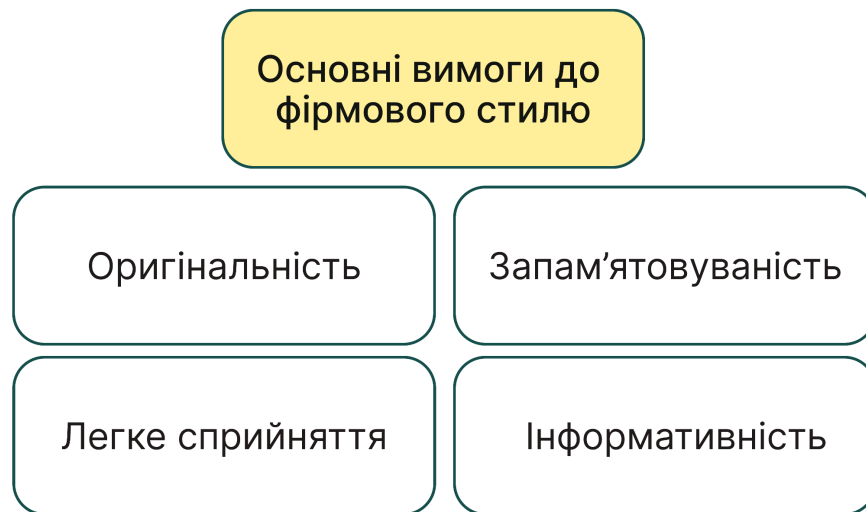 Основні вимоги до
фірмового стилю
Оригінальність
Запам’ятовуваність
Легке сприйняття
Інформативність